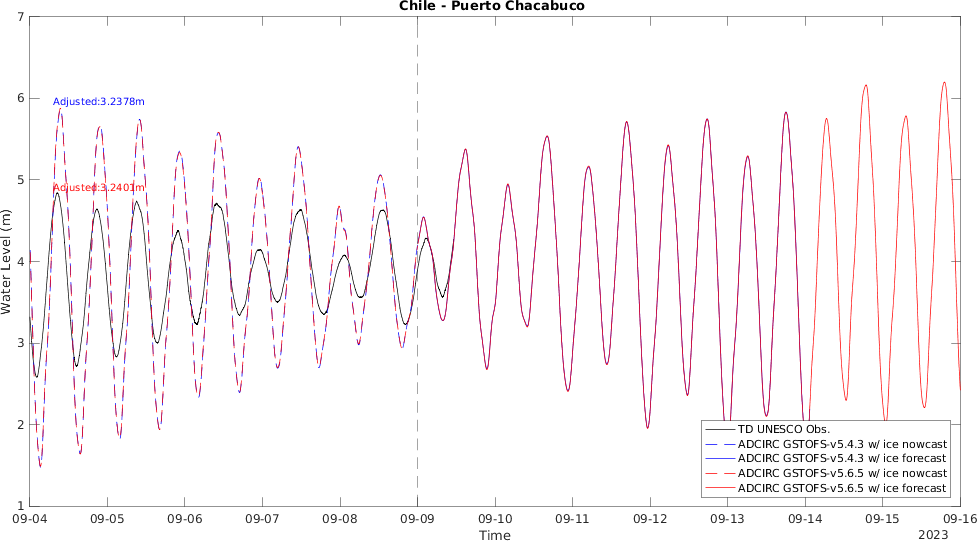 Chile - Puerto Chacabuco
7
6
5
4
3
2
1
Water Level (m)
Adjusted:3.2378m
Adjusted:3.2401m
TD UNESCO Obs.
ADCIRC GSTOFS-v5.4.3 w/ ice nowcast
ADCIRC GSTOFS-v5.4.3 w/ ice forecast
ADCIRC GSTOFS-v5.6.5 w/ ice nowcast
ADCIRC GSTOFS-v5.6.5 w/ ice forecast
09-04 09-05 09-06 09-07 09-08 09-09 09-10 09-11 09-12 09-13 09-14 09-15 09-16
Time
2023